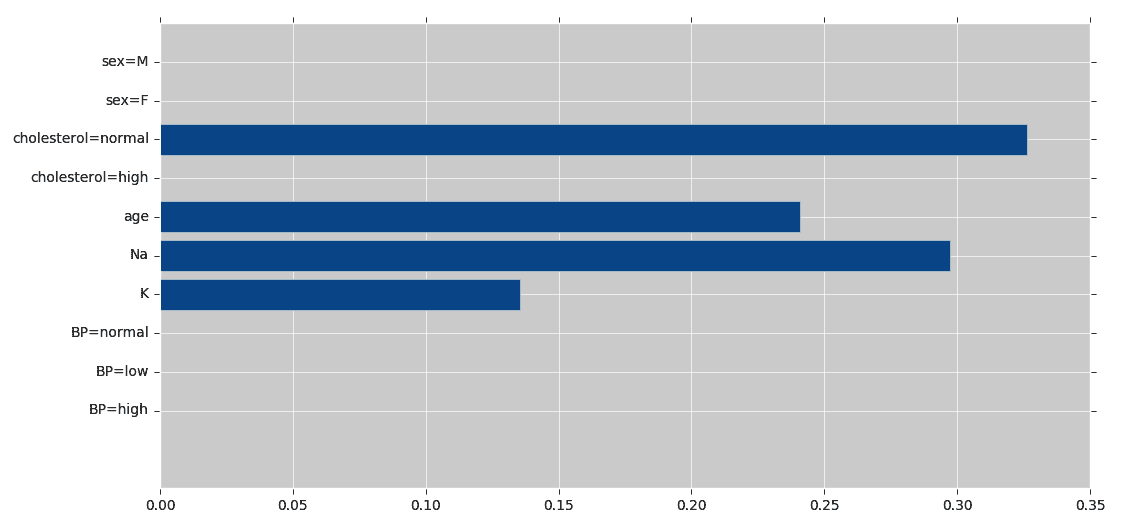 sex=M
sex=F
cholesterol=normal
cholesterol=high
age
Na
K
BP=normal
BP=low
BP=high
0.00 0.05 0.10 0.15 0.20 0.25 0.30 0.35